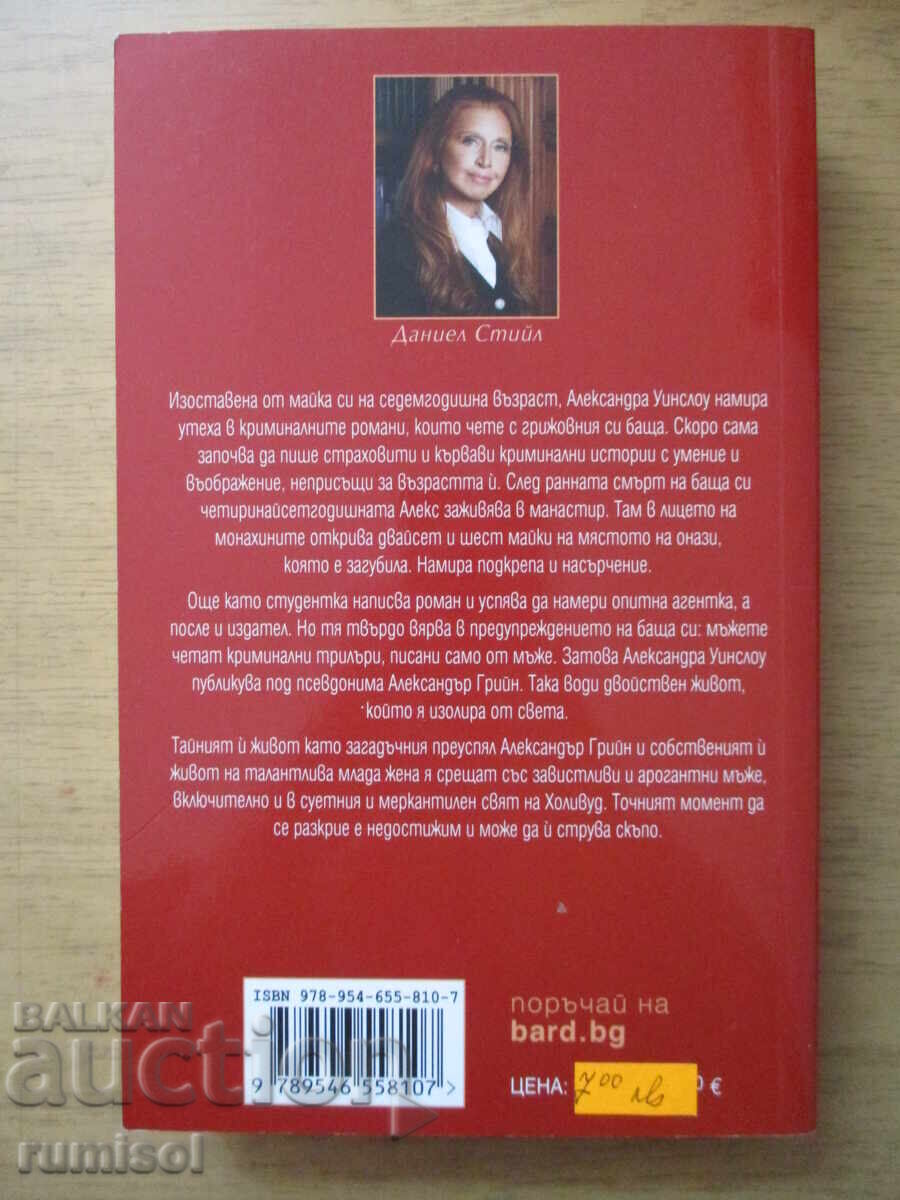 Даниел Стийл
Изоставена от майка си на седемгодишна възраст, Александра Уинслоу намира
утеха в криминалните романи, които чете с грижовния си баща. Скоро сама
започва да пише страховити и кървави криминални истории с умение и
въображение, неприсъщи за възрастта ѝ. След ранната смърт на баща си
четиринайсетгодишната Алекс заживява в манастир. Там в лицето на
монахините открива двайсет и шест майки на мястото на онази,
която е загубила. Намира подкрепа и насърчение.
Още като студентка написва роман и успява да намери опитна агентка, а
после и издател. Но тя твърдо вярва в предупреждението на баща си: мъжете
четат криминални трилъри, писани само от мъже. Затова Александра Уинслоу
публикува под псевдонима Александър Грийн. Така води двойствен живот,
който я изолира от света.
Тайният ѝ живот като загадъчния преуспял Александър Грийн и собственият ѝ
живот на талантлива млада жена я срещат със завистливи и арогантни мъже,
включително и в суетния и меркантилен свят на Холивуд. Точният момент да
се разкрие е недостижим и може да ѝ струва скъпо.
ISBN 978-954-655-810-7
9 789546 558107 >
поръчай на
bard.bg
ЦЕНА: 7⁰⁰ лв €
BALKAN
auction
rumisol